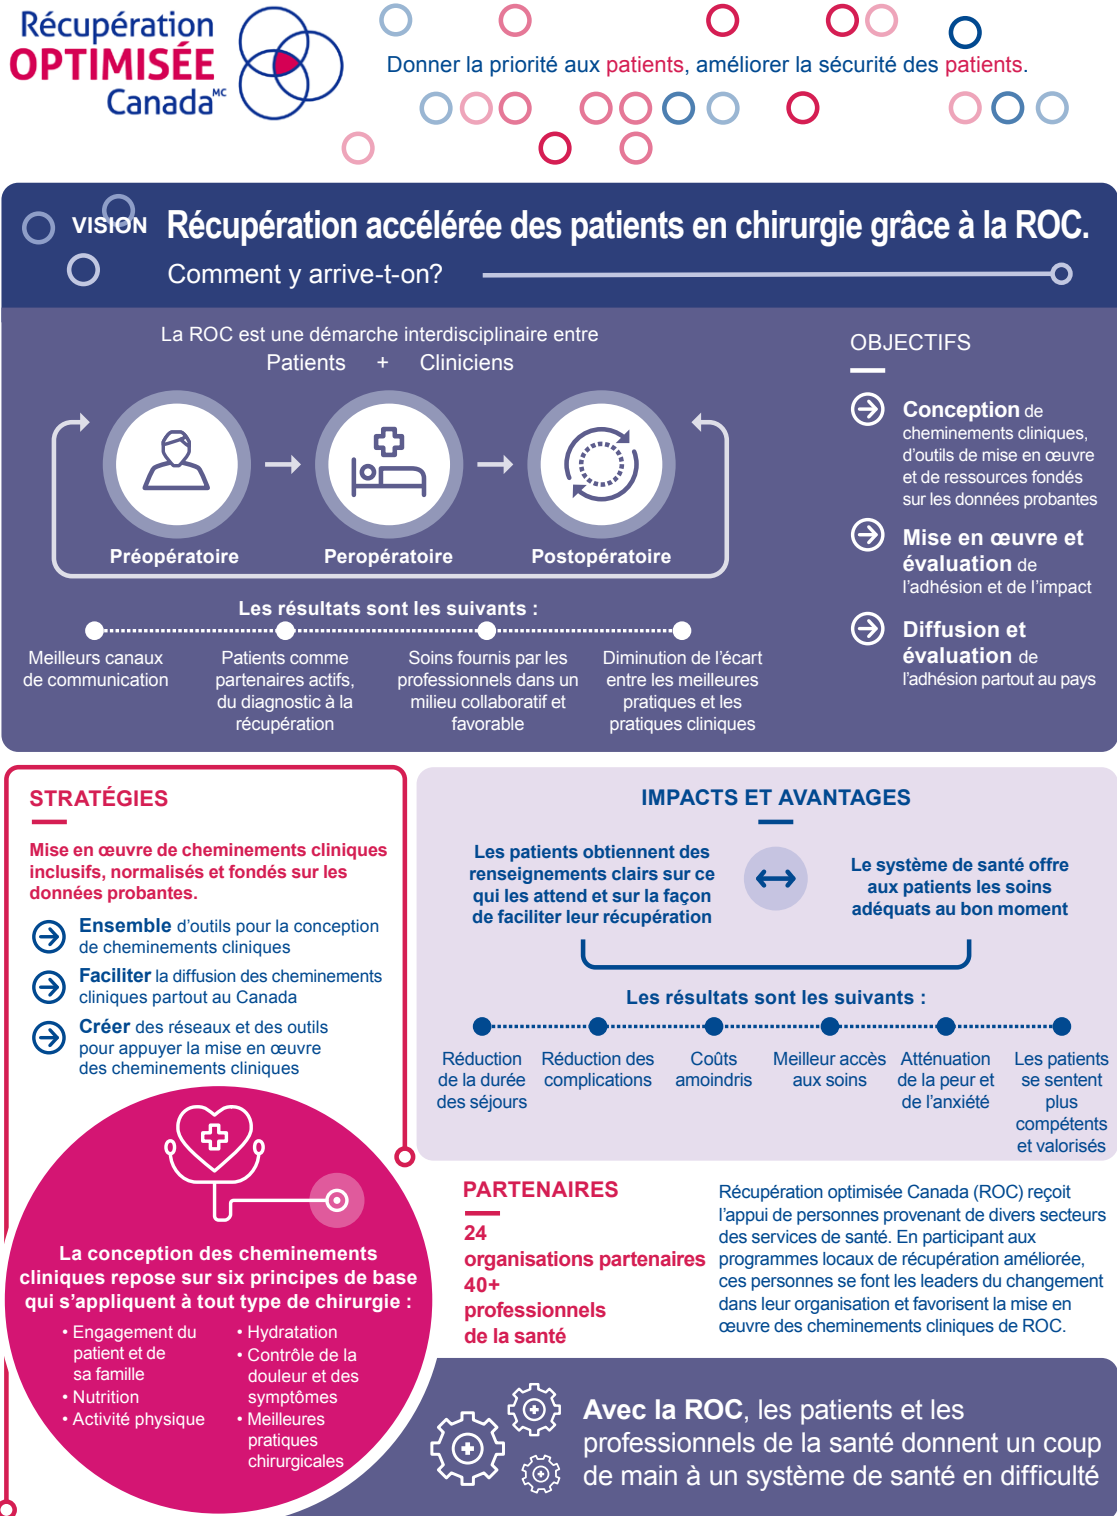 Récupération
OPTIMISÉE
Canada MC
Donner la priorité aux patients, améliorer la sécurité des patients.
VISION Récupération accélérée des patients en chirurgie grâce à la ROC.
Comment y arrive-t-on?
La ROC est une démarche interdisciplinaire entre
Patients + Cliniciens
Préopératoire Peropératoire Postopératoire
Les résultats sont les suivants :
Meilleurs canaux
de communication
Patients comme
partenaires actifs,
du diagnostic à la
récupération
Soins fournis par les
professionnels dans un
milieu collaboratif et
favorable
Diminution de l'écart
entre les meilleures
pratiques et les
pratiques cliniques
OBJECTIFS
Conception de
cheminements cliniques,
d'outils de mise en œuvre
et de ressources fondés
sur les données probantes
Mise en œuvre et
évaluation de
l'adhésion et de l'impact
Diffusion et
évaluation de
l'adhésion partout au pays
STRATÉGIES
Mise en œuvre de cheminements cliniques
inclusifs, normalisés et fondés sur les
données probantes.
Ensemble d'outils pour la conception
de cheminements cliniques
Faciliter la diffusion des cheminements
cliniques partout au Canada
Créer des réseaux et des outils
pour appuyer la mise en œuvre
des cheminements cliniques
La conception des cheminements
cliniques repose sur six principes de base
qui s'appliquent à tout type de chirurgie :
• Engagement du
patient et de
sa famille
• Nutrition
• Activité physique
• Hydratation
• Contrôle de la
douleur et des
symptômes
• Meilleures
pratiques
chirurgicales
IMPACTS ET AVANTAGES
Les patients obtiennent des
renseignements clairs sur ce
qui les attend et sur la façon
de faciliter leur récupération
Le système de santé offre
aux patients les soins
adéquats au bon moment
Les résultats sont les suivants :
Réduction
de la durée
des séjours
Réduction des
complications
Coûts
amoindris
Meilleur accès
aux soins
Atténuation
de la peur et
de l'anxiété
Les patients
se sentent
plus
compétents
et valorisés
PARTENAIRES
24
organisations partenaires
40+
professionnels
de la santé
Récupération optimisée Canada (ROC) reçoit
l'appui de personnes provenant de divers secteurs
des services de santé. En participant aux
programmes locaux de récupération améliorée,
ces personnes se font les leaders du changement
dans leur organisation et favorisent la mise en
œuvre des cheminements cliniques de ROC.
Avec la ROC, les patients et les
professionnels de la santé donnent un coup
de main à un système de santé en difficulté